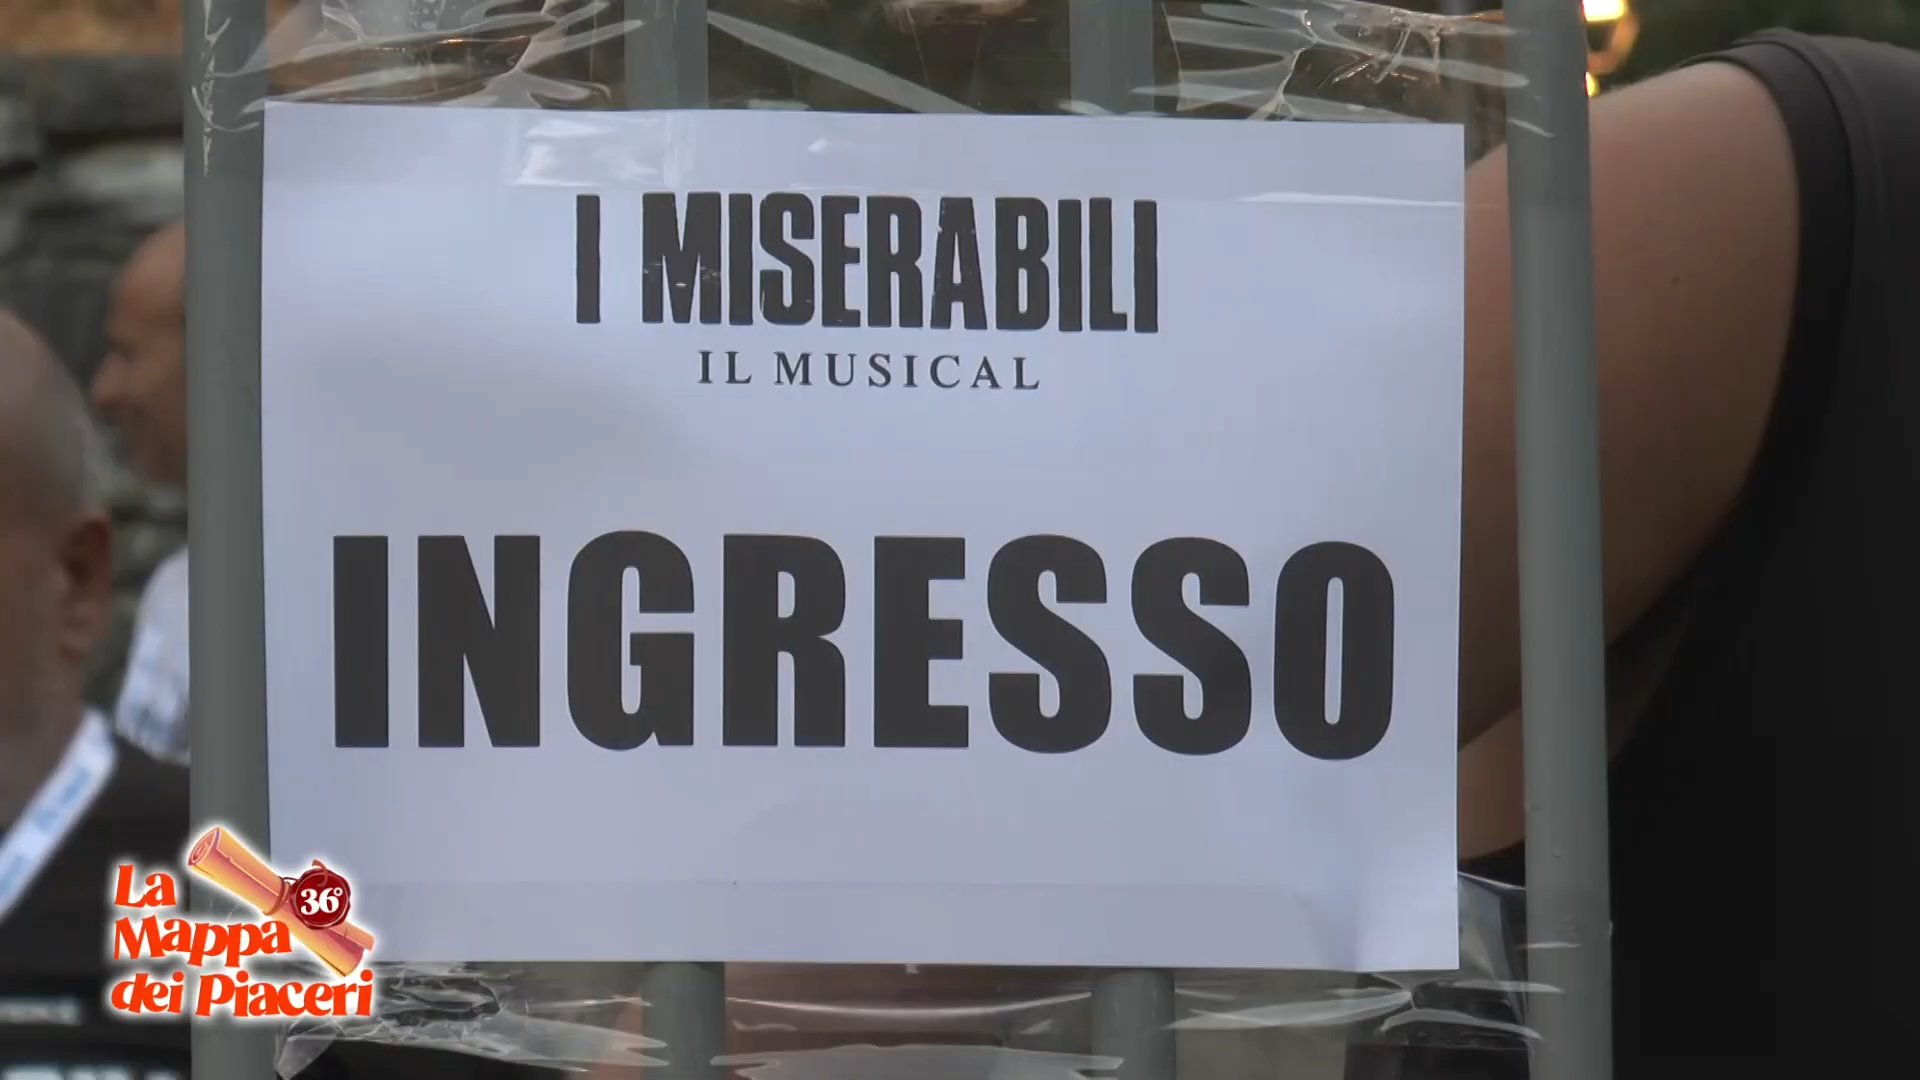 I MISERABILI
IL MUSICAL
INGRESSO
La
Mappa
dei Piaceri
36°